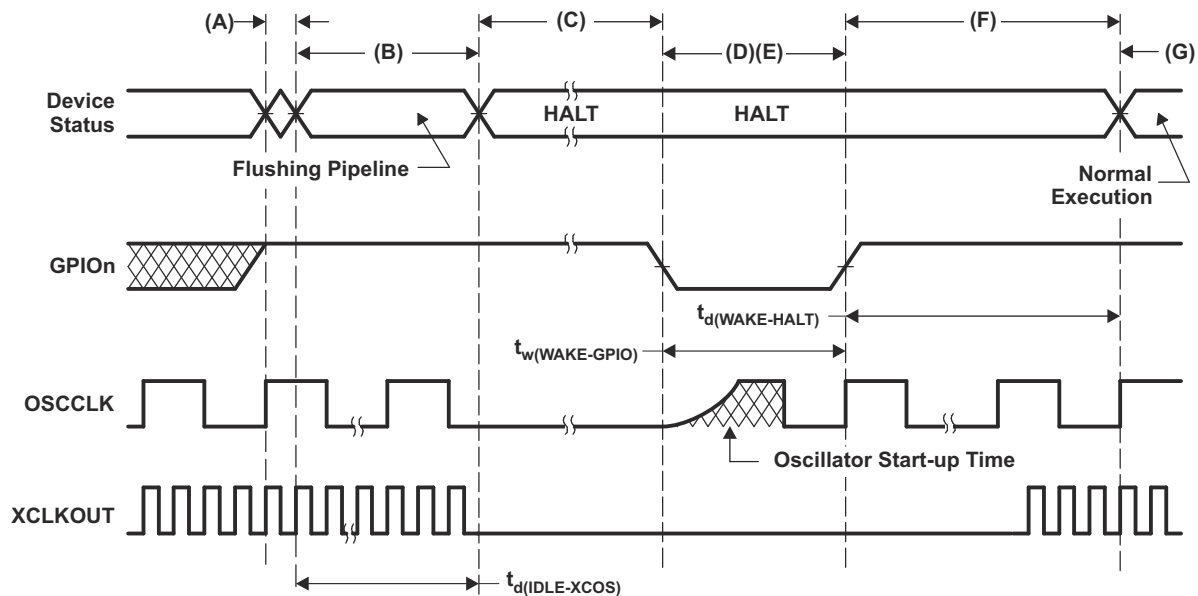 (A)
(C)
(F)
(B)
(D)(E)
(G)
Device
Status
HALT
HALT
Flushing Pipeline
Normal
Execution
GPIOn
td(WAKE-HALT)
tw(WAKE-GPIO)
OSCCLK
Oscillator Start-up Time
XCLKOUT
td(IDLE-XCOS)